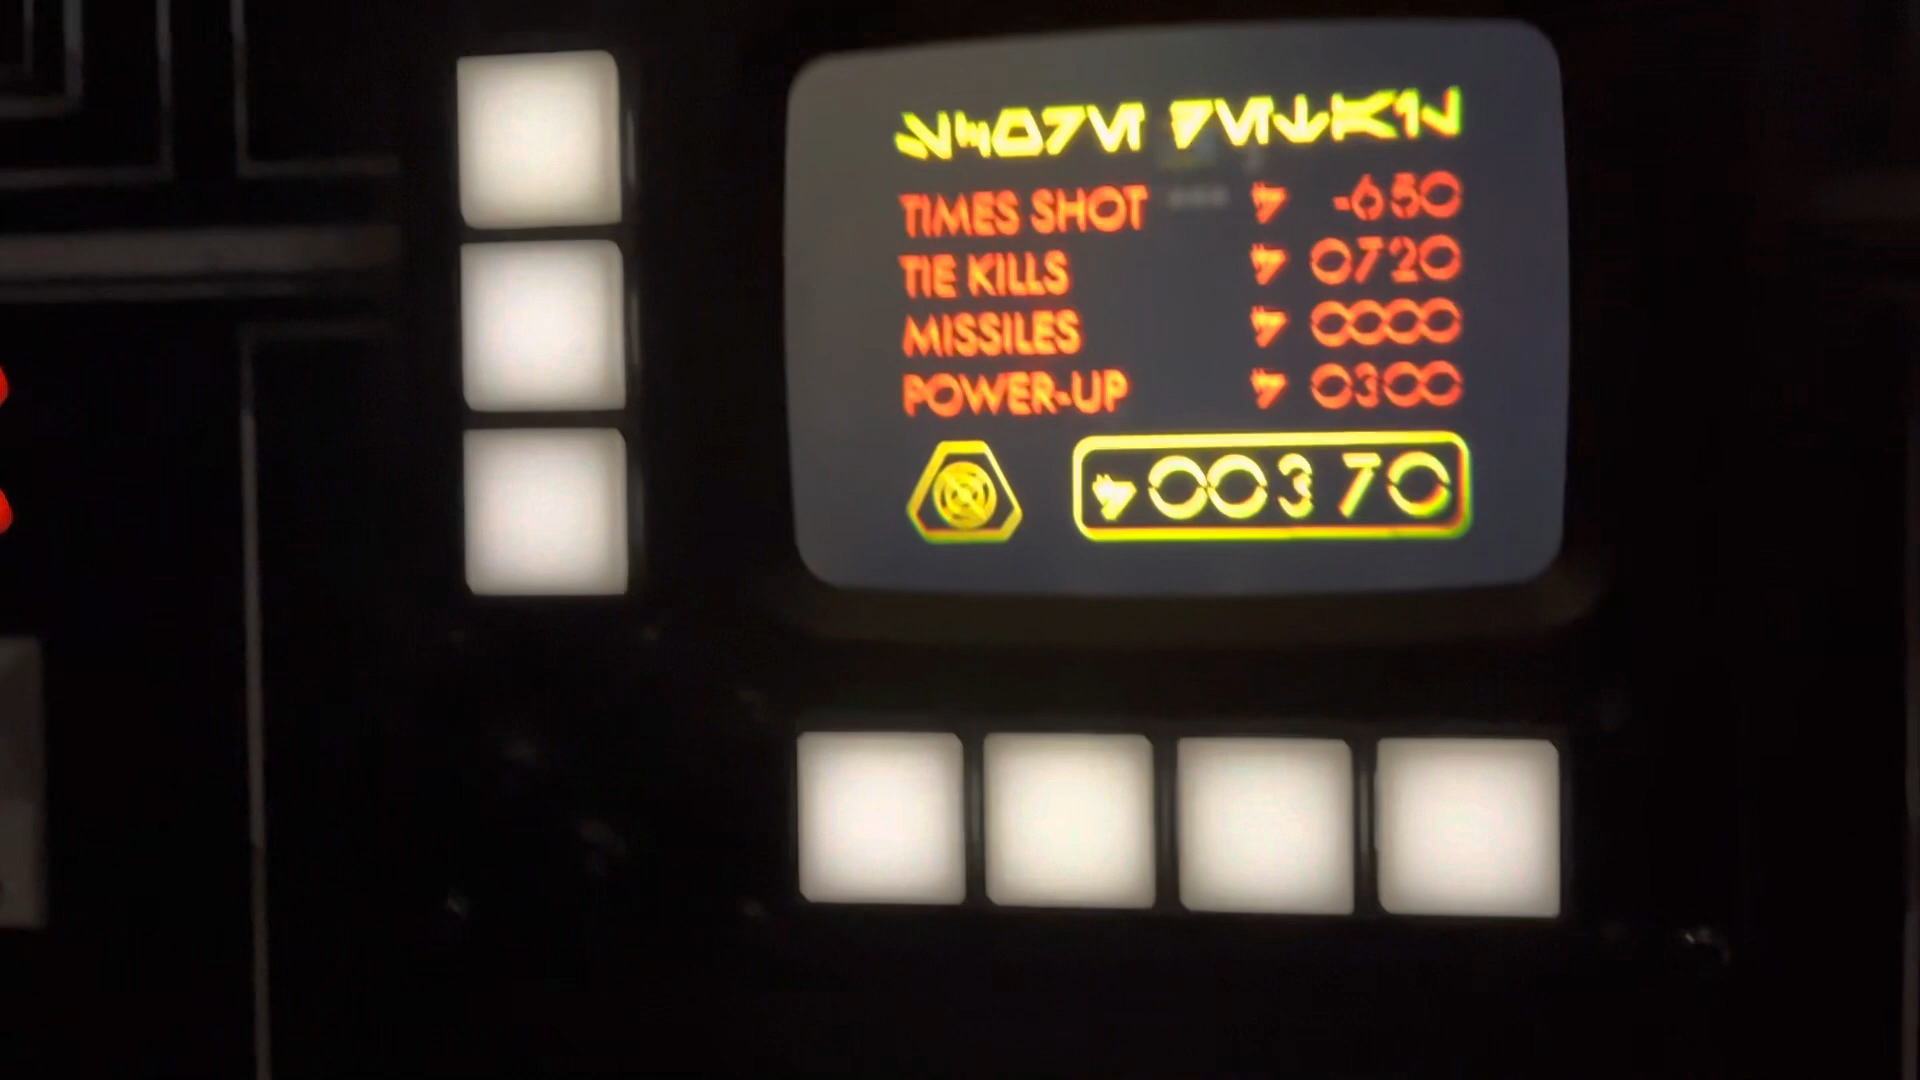 TIMES SHOT -650
TIE KILLS 0720
MISSILES 0000
POWER-UP 0300
00370